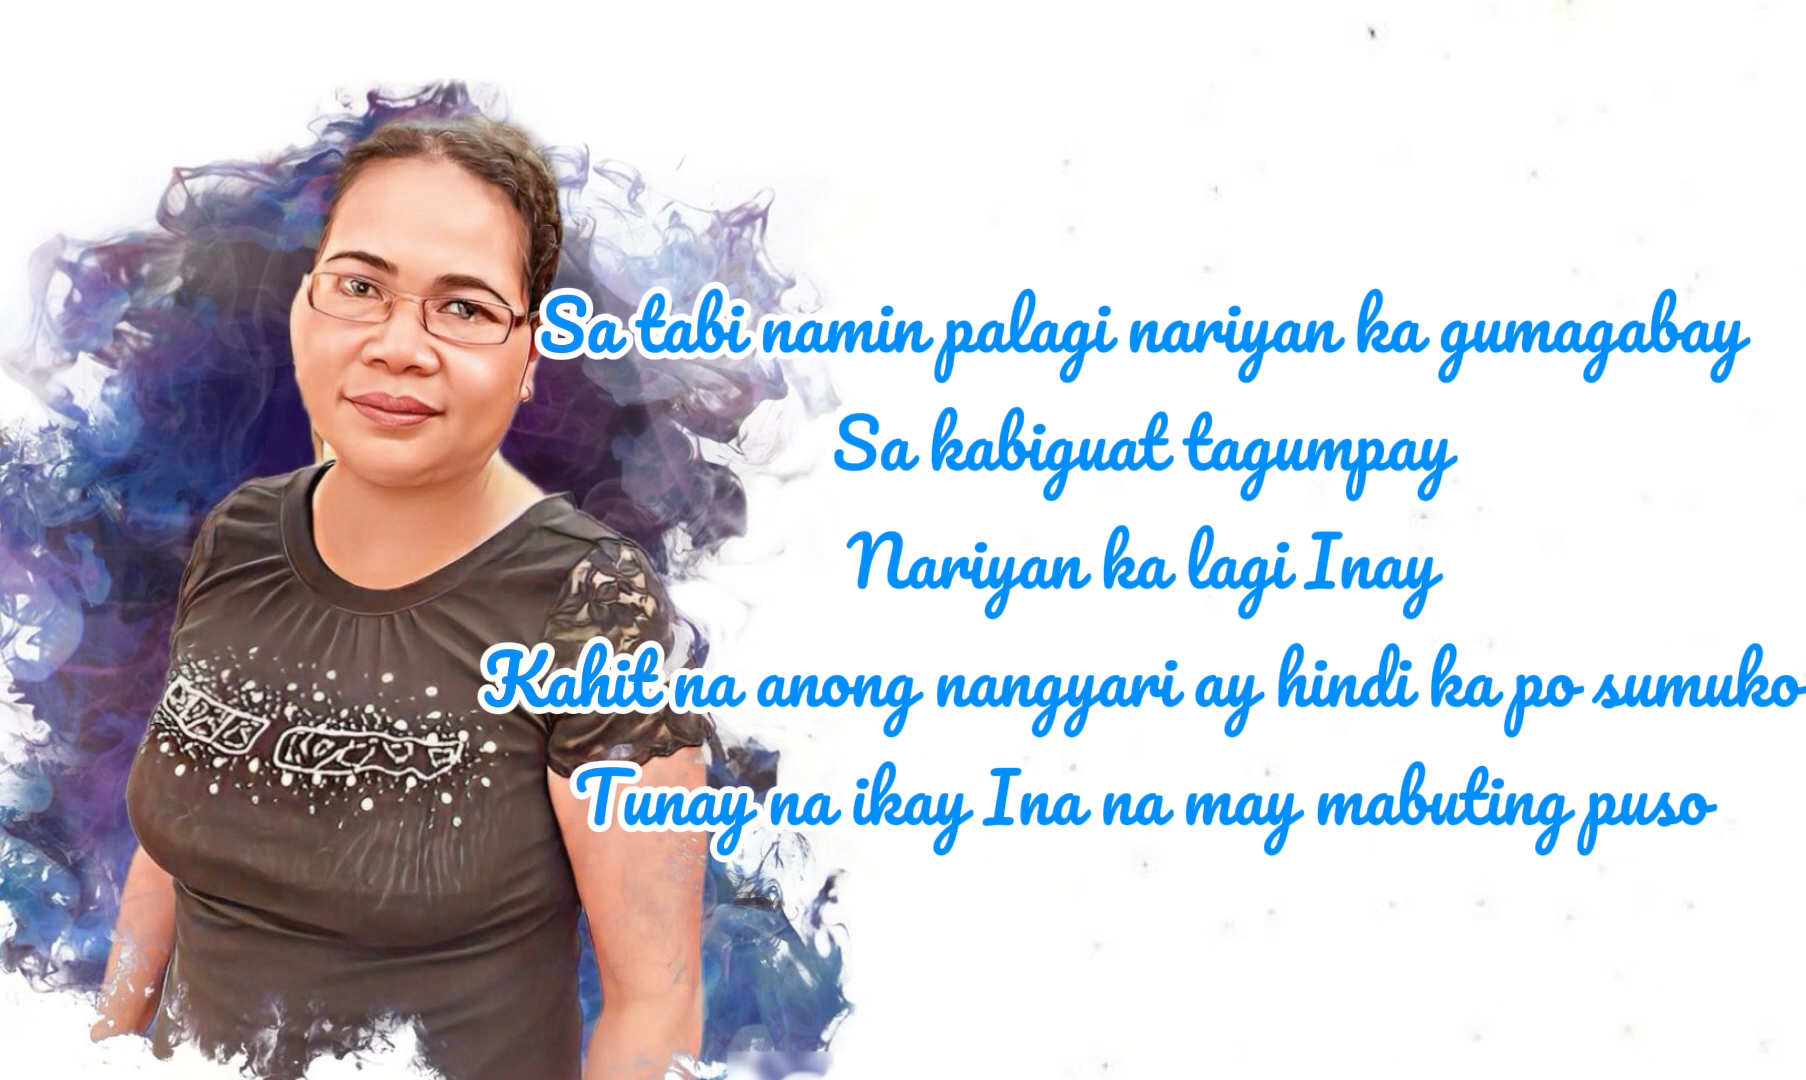 Sa tabi namin palagi nariyan ka gumagabay
Sa kabiguat tagumpay
Nariyan ka lagi Inay
Kahit na anong nangyari ay hindi ka po sumuko
Tunay na ikay Ina na may mabuting puso